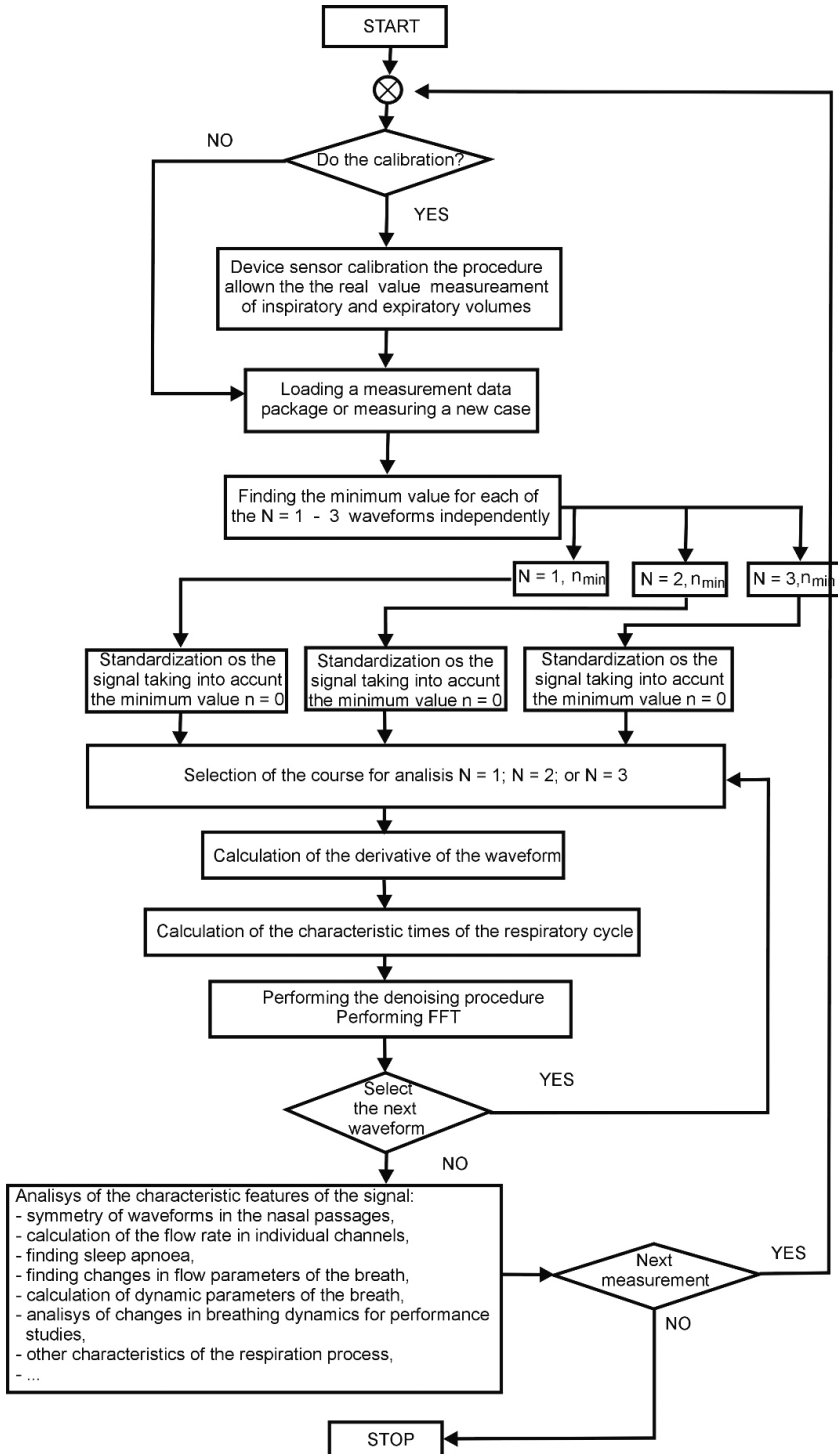 START
Do the calibration?
NO
YES
Device sensor calibration the procedure
allown the the real value measureament
of inspiratory and expiratory volumes
Loading a measurement data
package or measuring a new case
Finding the minimum value for each of
the N = 1 - 3 waveforms independently
N = 1, nmin
N = 2, nmin
N = 3, nmin
Standardization os the
signal taking into accunt
the minimum value n = 0
Standardization os the
signal taking into accunt
the minimum value n = 0
Standardization os the
signal taking into accunt
the minimum value n = 0
Selection of the course for analisis N = 1; N = 2; or N = 3
Calculation of the derivative of the waveform
Calculation of the characteristic times of the respiratory cycle
Performing the denoising procedure
Performing FFT
Select
the next
waveform
YES
NO
Analisys of the characteristic features of the signal:
- symmetry of waveforms in the nasal passages,
- calculation of the flow rate in individual channels,
- finding sleep apnoea,
- finding changes in flow parameters of the breath,
- calculation of dynamic parameters of the breath,
- analisys of changes in breathing dynamics for performance
studies,
- other characteristics of the respiration process,
- ...
Next
measurement
YES
NO
STOP